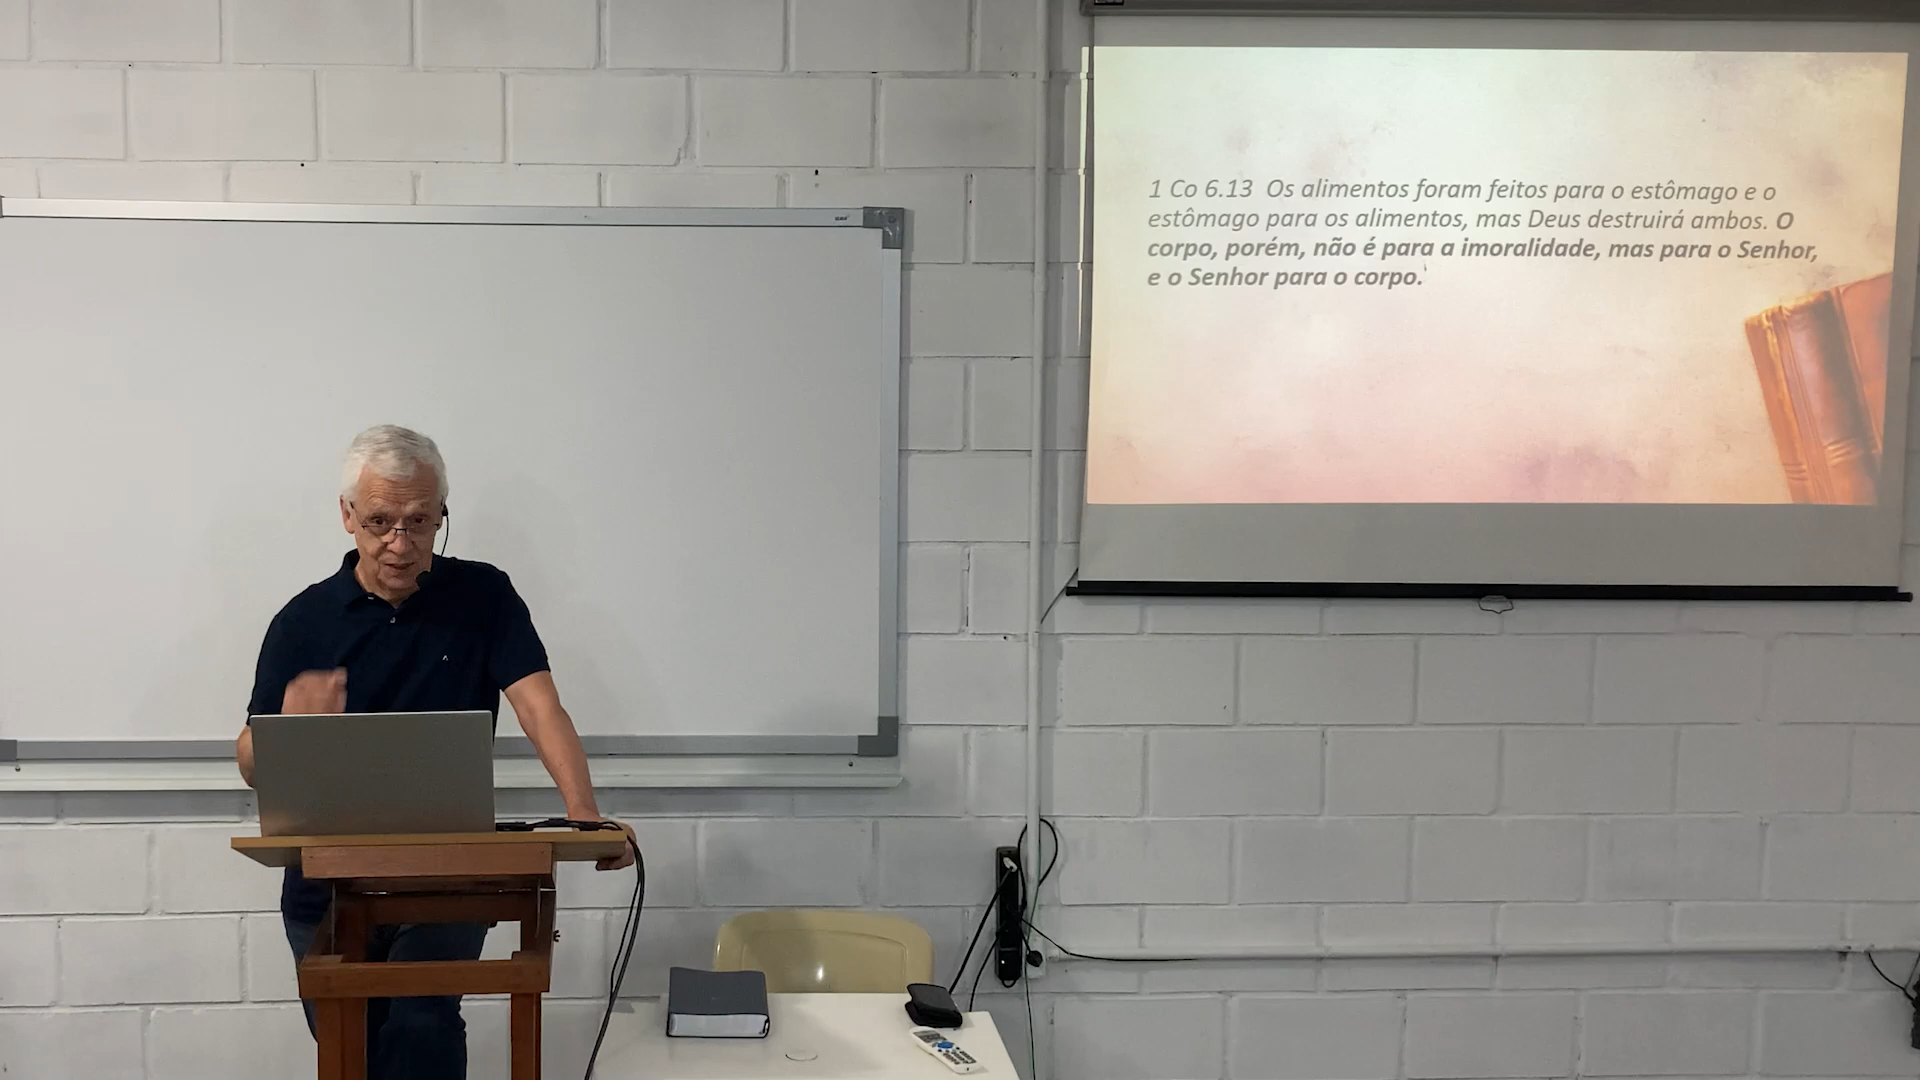 1 Co 6.13 Os alimentos foram feitos para o estômago e o
estômago para os alimentos, mas Deus destruirá ambos. O
corpo, porém, não é para a imoralidade, mas para o Senhor,
e o Senhor para o corpo.